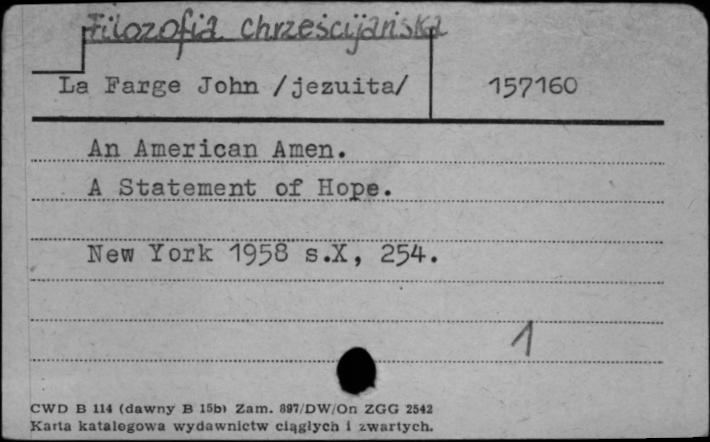 Filozofia chrześcijańska
La Farge John /jezuita/ 157160
An American Amen.
A Statement of Hope.
New York 1958 s.X, 254.
1
CWD B 114 (dawny B 15b) Zam. 897/DW/On ZGG 2542
Karta katalogowa wydawnictw ciągłych i zwartych.